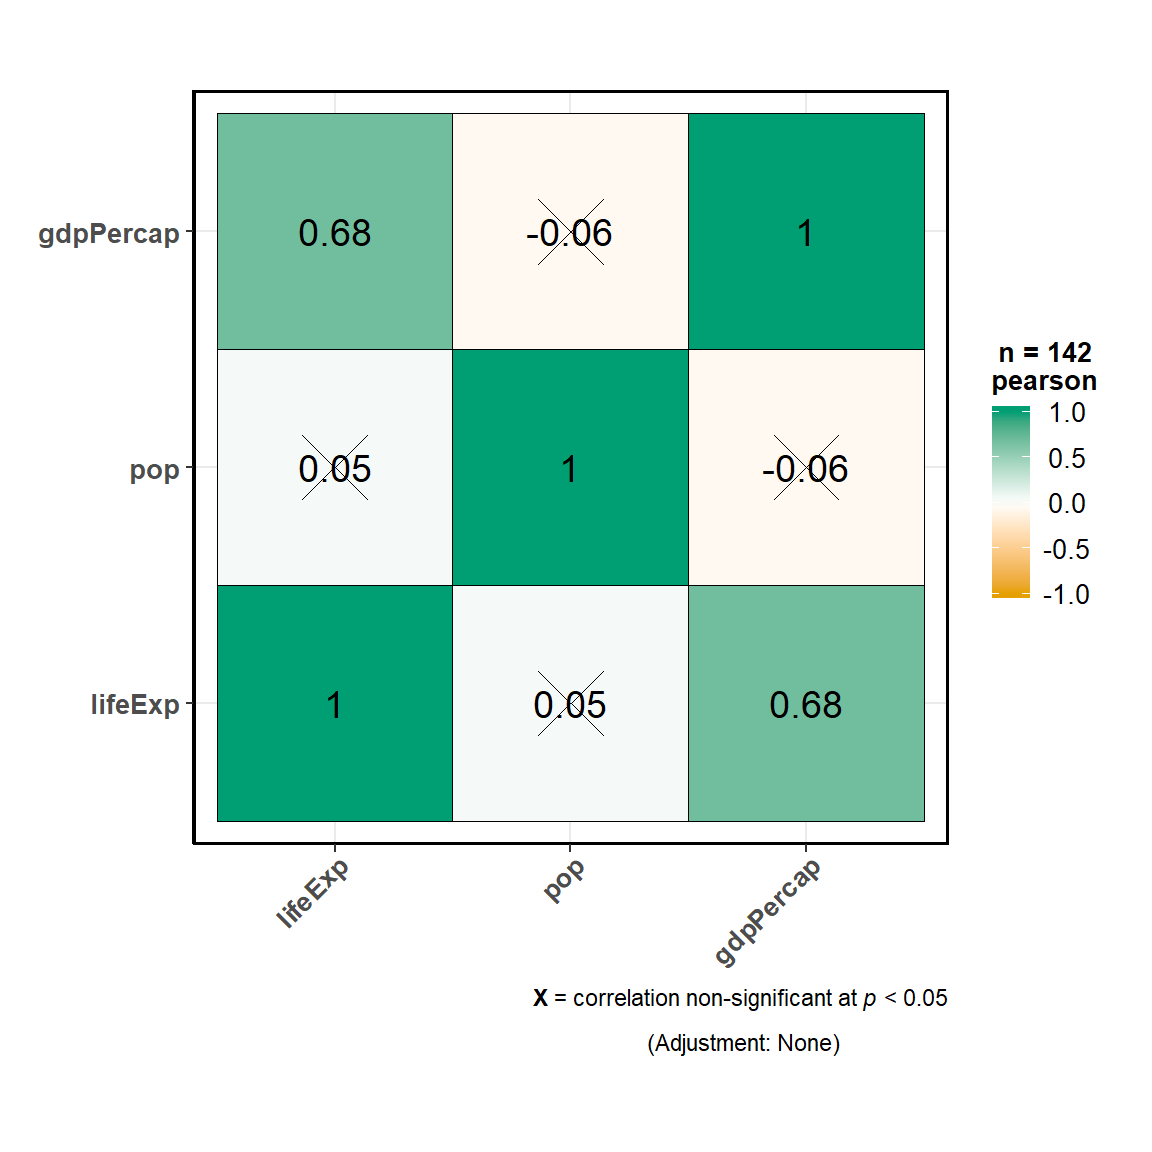 gdpPercap 0.68 -0.06 1
pop 0.05 1 -0.06
lifeExp 1 0.05 0.68
lifeExp pop gdpPercap
n = 142
pearson
1.0
0.5
0.0
-0.5
-1.0
X = correlation non-significant at p < 0.05
(Adjustment: None)